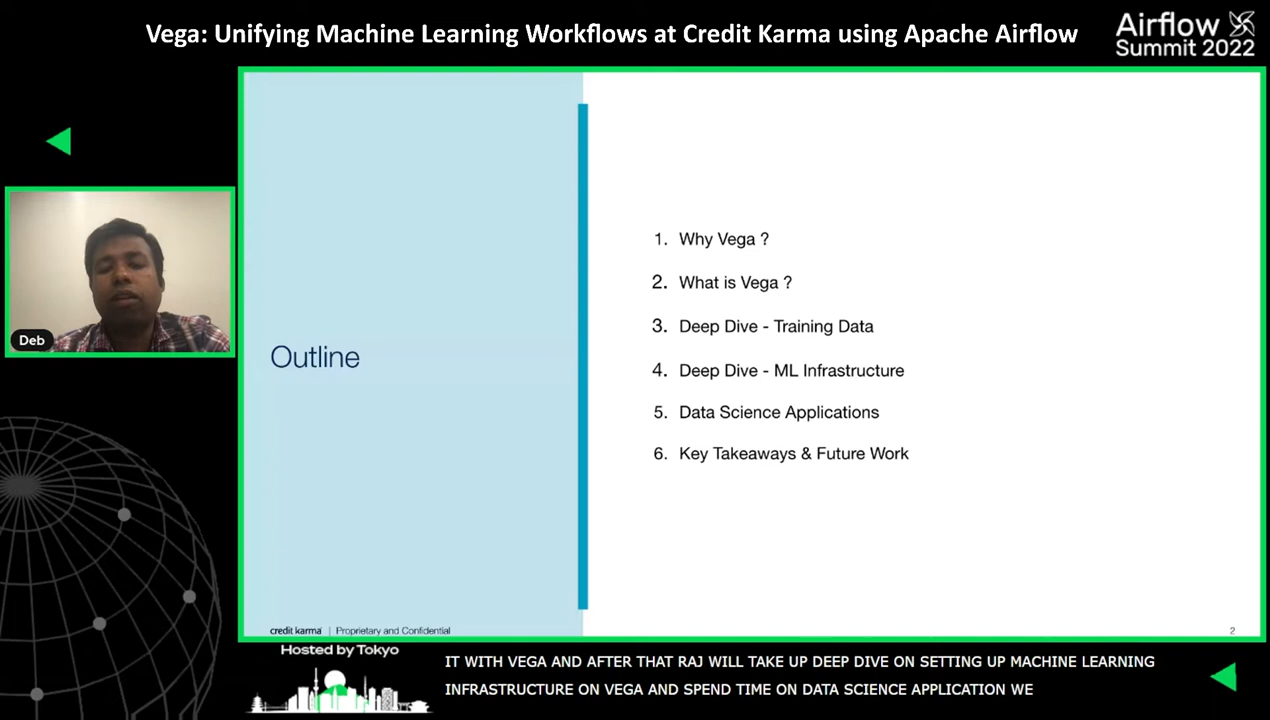 Vega: Unifying Machine Learning Workflows at Credit Karma using Apache Airflow
Airflow
Summit 2022
Deb
Outline
1. Why Vega ?
2. What is Vega ?
3. Deep Dive - Training Data
4. Deep Dive - ML Infrastructure
5. Data Science Applications
6. Key Takeaways & Future Work
credit karma | Proprietary and Confidential
2
Hosted by Tokyo
IT WITH VEGA AND AFTER THAT RAJ WILL TAKE UP DEEP DIVE ON SETTING UP MACHINE LEARNING
INFRASTRUCTURE ON VEGA AND SPEND TIME ON DATA SCIENCE APPLICATION WE